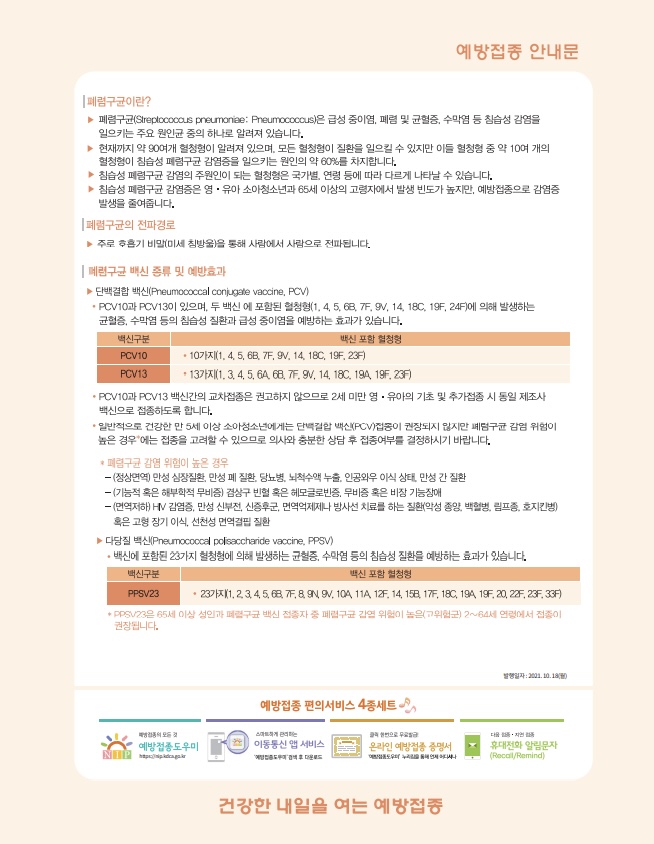 예방접종 안내문
폐렴구균이란?
▶ 폐렴구균(Streptococcus pneumoniae: Pneumococcus)은 급성 중이염, 폐렴 및 균혈증, 수막염 등 침습성 감염을
일으키는 주요 원인균 중의 하나로 알려져 있습니다.
▶ 현재까지 약 90여개 혈청형이 알려져 있으며, 모든 혈청형이 질환을 일으킬 수 있지만 이들 혈청형 중 약 10여 개의
혈청형이 침습성 폐렴구균 감염증을 일으키는 원인의 약 60%를 차지합니다.
▶ 침습성 폐렴구균 감염의 주원인이 되는 혈청형은 국가별, 연령 등에 따라 다르게 나타날 수 있습니다.
▶ 침습성 폐렴구균 감염증은 영・유아 소아청소년과 65세 이상의 고령자에서 발생 빈도가 높지만, 예방접종으로 감염증
발생을 줄여줍니다.
폐렴구균의 전파경로
▶ 주로 호흡기 비말(미세 침방울)을 통해 사람에서 사람으로 전파됩니다.
폐렴구균 백신 종류 및 예방효과
▶ 단백결합 백신(Pneumococcal conjugate vaccine, PCV)
• PCV10과 PCV13이 있으며, 두 백신 에 포함된 혈청형(1, 4, 5, 6B, 7F, 9V, 14, 18C, 19F, 24F)에 의해 발생하는
균혈증, 수막염 등의 침습성 질환과 급성 중이염을 예방하는 효과가 있습니다.
백신구분 백신 포함 혈청형
PCV10 • 10가지(1, 4, 5, 6B, 7F, 9V, 14, 18C, 19F, 23F)
PCV13 • 13가지(1, 3, 4, 5, 6A, 6B, 7F, 9V, 14, 18C, 19A, 19F, 23F)
• PCV10과 PCV13 백신간의 교차접종은 권고하지 않으므로 2세 미만 영・유아의 기초 및 추가접종 시 동일 제조사
백신으로 접종하도록 합니다.
• 일반적으로 건강한 만 5세 이상 소아청소년에게는 단백결합 백신(PCV)접종이 권장되지 않지만 폐렴구균 감염 위험이
높은 경우*에는 접종을 고려할 수 있으므로 의사와 충분한 상담 후 접종여부를 결정하시기 바랍니다.
* 폐렴구균 감염 위험이 높은 경우
– (정상면역) 만성 심장질환, 만성 폐 질환, 당뇨병, 뇌척수액 누출, 인공와우 이식 상태, 만성 간 질환
– (기능적 혹은 해부학적 무비증) 겸상구 빈혈 혹은 헤모글로빈증, 무비증 혹은 비장 기능장애
– (면역저하) HIV 감염증, 만성 신부전, 신증후군, 면역억제제나 방사선 치료를 하는 질환(악성 종양, 백혈병, 림프종, 호지킨병)
혹은 고형 장기 이식, 선천성 면역결핍 질환
▶ 다당질 백신(Pneumococcal polisaccharide vaccine, PPSV)
• 백신에 포함된 23가지 혈청형에 의해 발생하는 균혈증, 수막염 등의 침습성 질환을 예방하는 효과가 있습니다.
백신구분 백신 포함 혈청형
PPSV23 • 23가지(1, 2, 3, 4, 5, 6B, 7F, 8, 9N, 9V, 10A, 11A, 12F, 14, 15B, 17F, 18C, 19A, 19F, 20, 22F, 23F, 33F)
* PPSV23은 65세 이상 성인과 폐렴구균 백신 접종자 중 폐렴구균 감염 위험이 높은(고위험군) 2~64세 연령에서 접종이
권장됩니다.
발행일자 : 2021. 10. 18(월)
예방접종 편의서비스 4종세트
예방접종의 모든 것
예방접종도우미
https://nip.kdca.go.kr
NIP
스마트하게 관리하는
이동통신 앱 서비스
'예방접종도우미' 검색 후 다운로드
클릭 한번으로 무료발급!
온라인 예방접종 증명서
'예방접종도우미' 누리집을 통해 언제 어디서나
다음 접종・지연 접종
휴대전화 알림문자
(Recall/Remind)
건강한 내일을 여는 예방접종